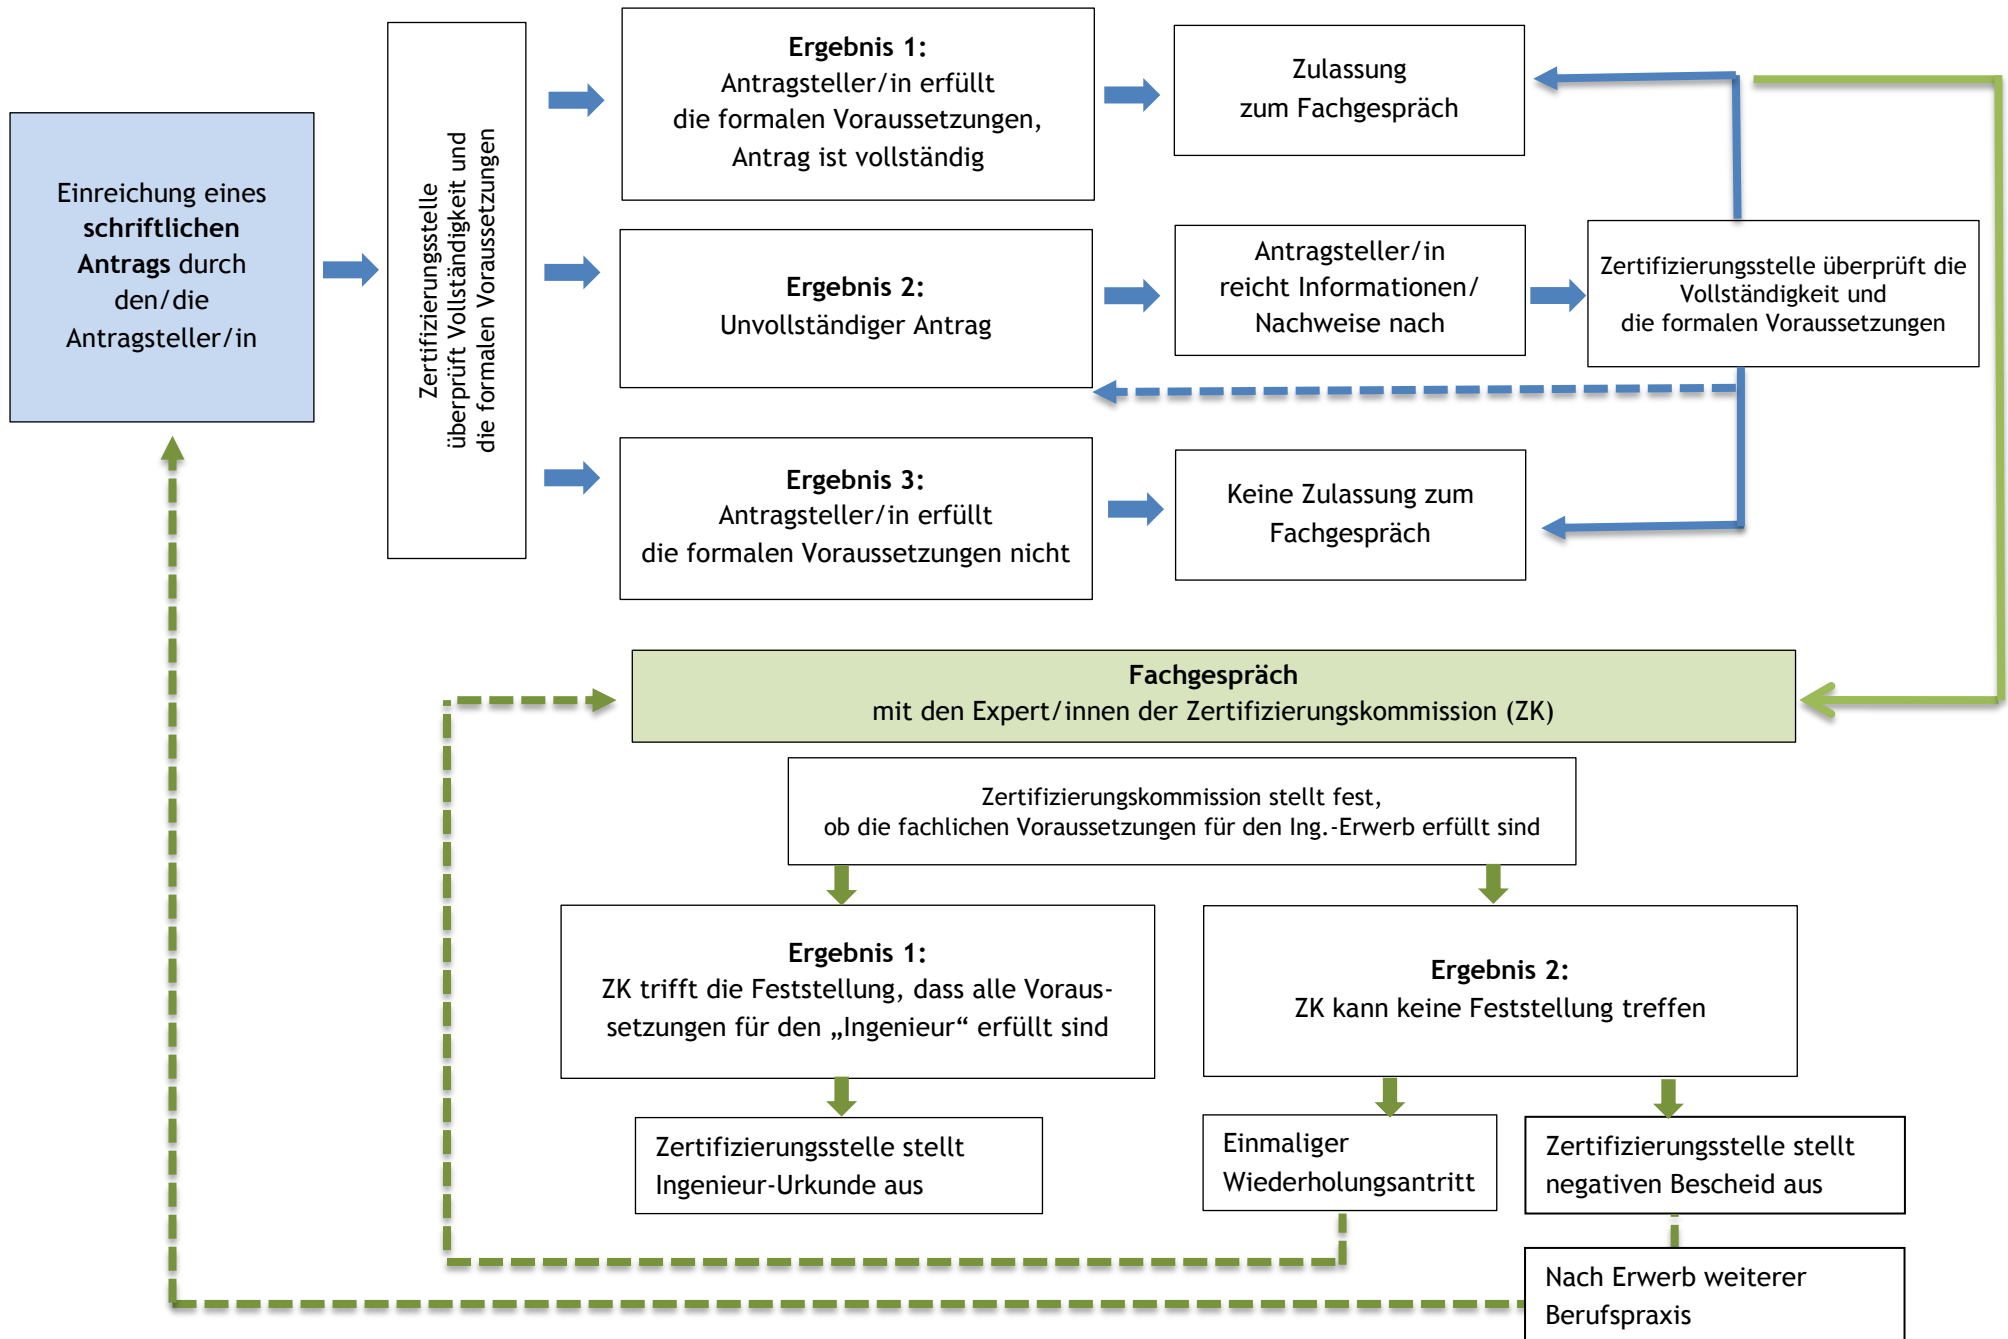 Einreichung eines
schriftlichen
Antrags durch
den/die
Antragsteller/in
Zertifizierungsstelle
überprüft Vollständigkeit und
die formalen Voraussetzungen
Ergebnis 1:
Antragsteller/in erfüllt
die formalen Voraussetzungen,
Antrag ist vollständig
Zulassung
zum Fachgespräch
Ergebnis 2:
Unvollständiger Antrag
Antragsteller/in
reicht Informationen/
Nachweise nach
Zertifizierungsstelle überprüft die
Vollständigkeit und
die formalen Voraussetzungen
Ergebnis 3:
Antragsteller/in erfüllt
die formalen Voraussetzungen nicht
Keine Zulassung zum
Fachgespräch
Fachgespräch
mit den Expert/innen der Zertifizierungskommission (ZK)
Zertifizierungskommission stellt fest,
ob die fachlichen Voraussetzungen für den Ing.-Erwerb erfüllt sind
Ergebnis 1:
ZK trifft die Feststellung, dass alle Voraus-
setzungen für den „Ingenieur“ erfüllt sind
Ergebnis 2:
ZK kann keine Feststellung treffen
Zertifizierungsstelle stellt
Ingenieur-Urkunde aus
Einmaliger
Wiederholungsantritt
Zertifizierungsstelle stellt
negativen Bescheid aus
Nach Erwerb weiterer
Berufspraxis